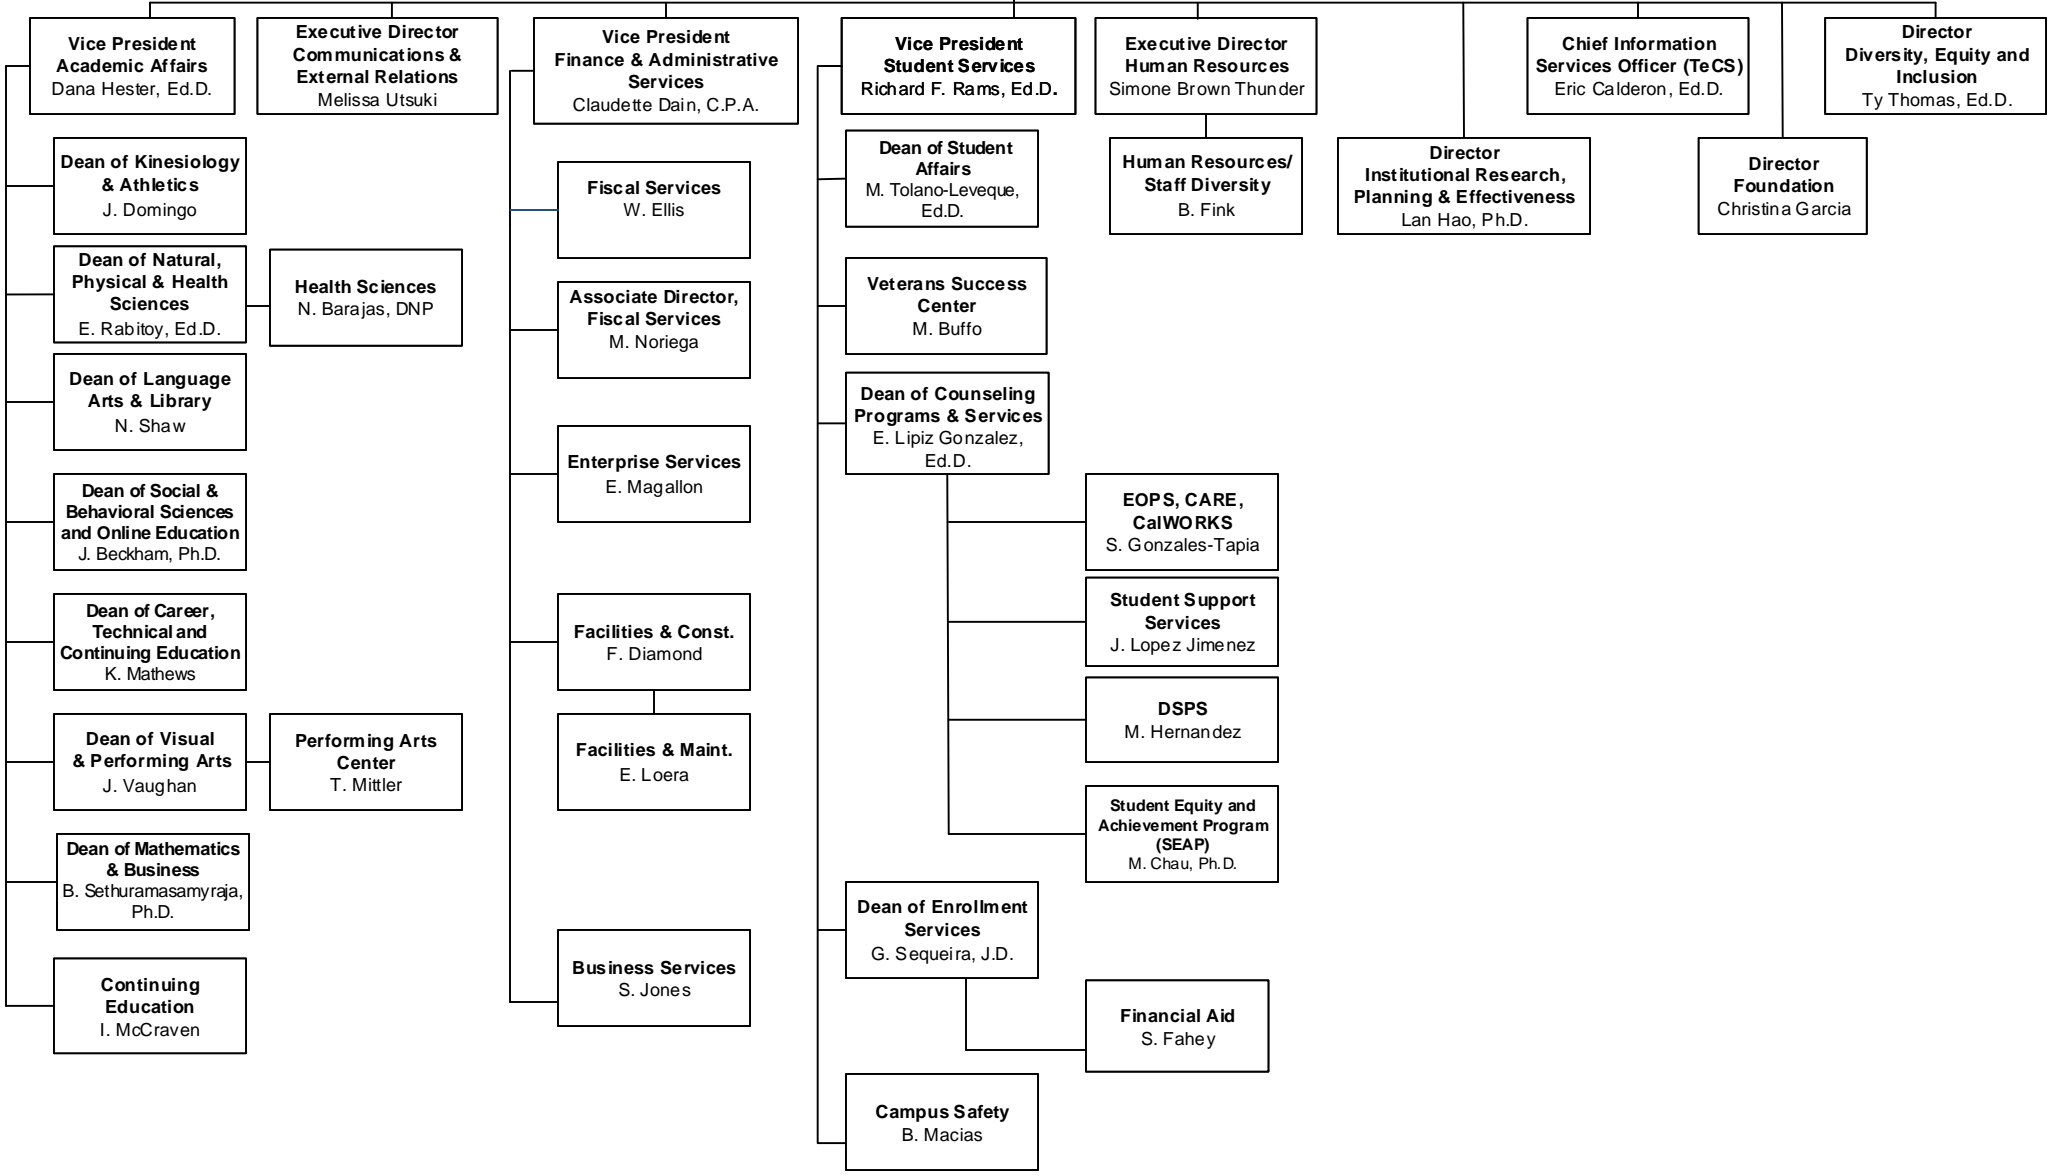 Vice President
Academic Affairs
Dana Hester, Ed.D.
Executive Director
Communications &
External Relations
Melissa Utsuki
Vice President
Finance & Administrative
Services
Claudette Dain, C.P.A.
Vice President
Student Services
Richard F. Rams, Ed.D.
Executive Director
Human Resources
Simone Brown Thunder
Chief Information
Services Officer (TeCS)
Eric Calderon, Ed.D.
Director
Diversity, Equity and
Inclusion
Ty Thomas, Ed.D.
Dean of Kinesiology
& Athletics
J. Domingo
Dean of Natural,
Physical & Health
Sciences
E. Rabitoy, Ed.D.
Health Sciences
N. Barajas, DNP
Dean of Language
Arts & Library
N. Shaw
Dean of Social &
Behavioral Sciences
and Online Education
J. Beckham, Ph.D.
Dean of Career,
Technical and
Continuing Education
K. Mathews
Dean of Visual
& Performing Arts
J. Vaughan
Performing Arts
Center
T. Mittler
Dean of Mathematics
& Business
B. Sethuramasamyraja,
Ph.D.
Continuing
Education
I. McCraven
Fiscal Services
W. Ellis
Associate Director,
Fiscal Services
M. Noriega
Enterprise Services
E. Magallon
Facilities & Const.
F. Diamond
Facilities & Maint.
E. Loera
Business Services
S. Jones
Dean of Student
Affairs
M. Tolano-Leveque,
Ed.D.
Veterans Success
Center
M. Buffo
Dean of Counseling
Programs & Services
E. Lipiz Gonzalez,
Ed.D.
EOPS, CARE,
CalWORKS
S. Gonzales-Tapia
Student Support
Services
J. Lopez Jimenez
DSPS
M. Hernandez
Student Equity and
Achievement Program
(SEAP)
M. Chau, Ph.D.
Dean of Enrollment
Services
G. Sequeira, J.D.
Financial Aid
S. Fahey
Campus Safety
B. Macias
Human Resources/
Staff Diversity
B. Fink
Director
Institutional Research,
Planning & Effectiveness
Lan Hao, Ph.D.
Director
Foundation
Christina Garcia